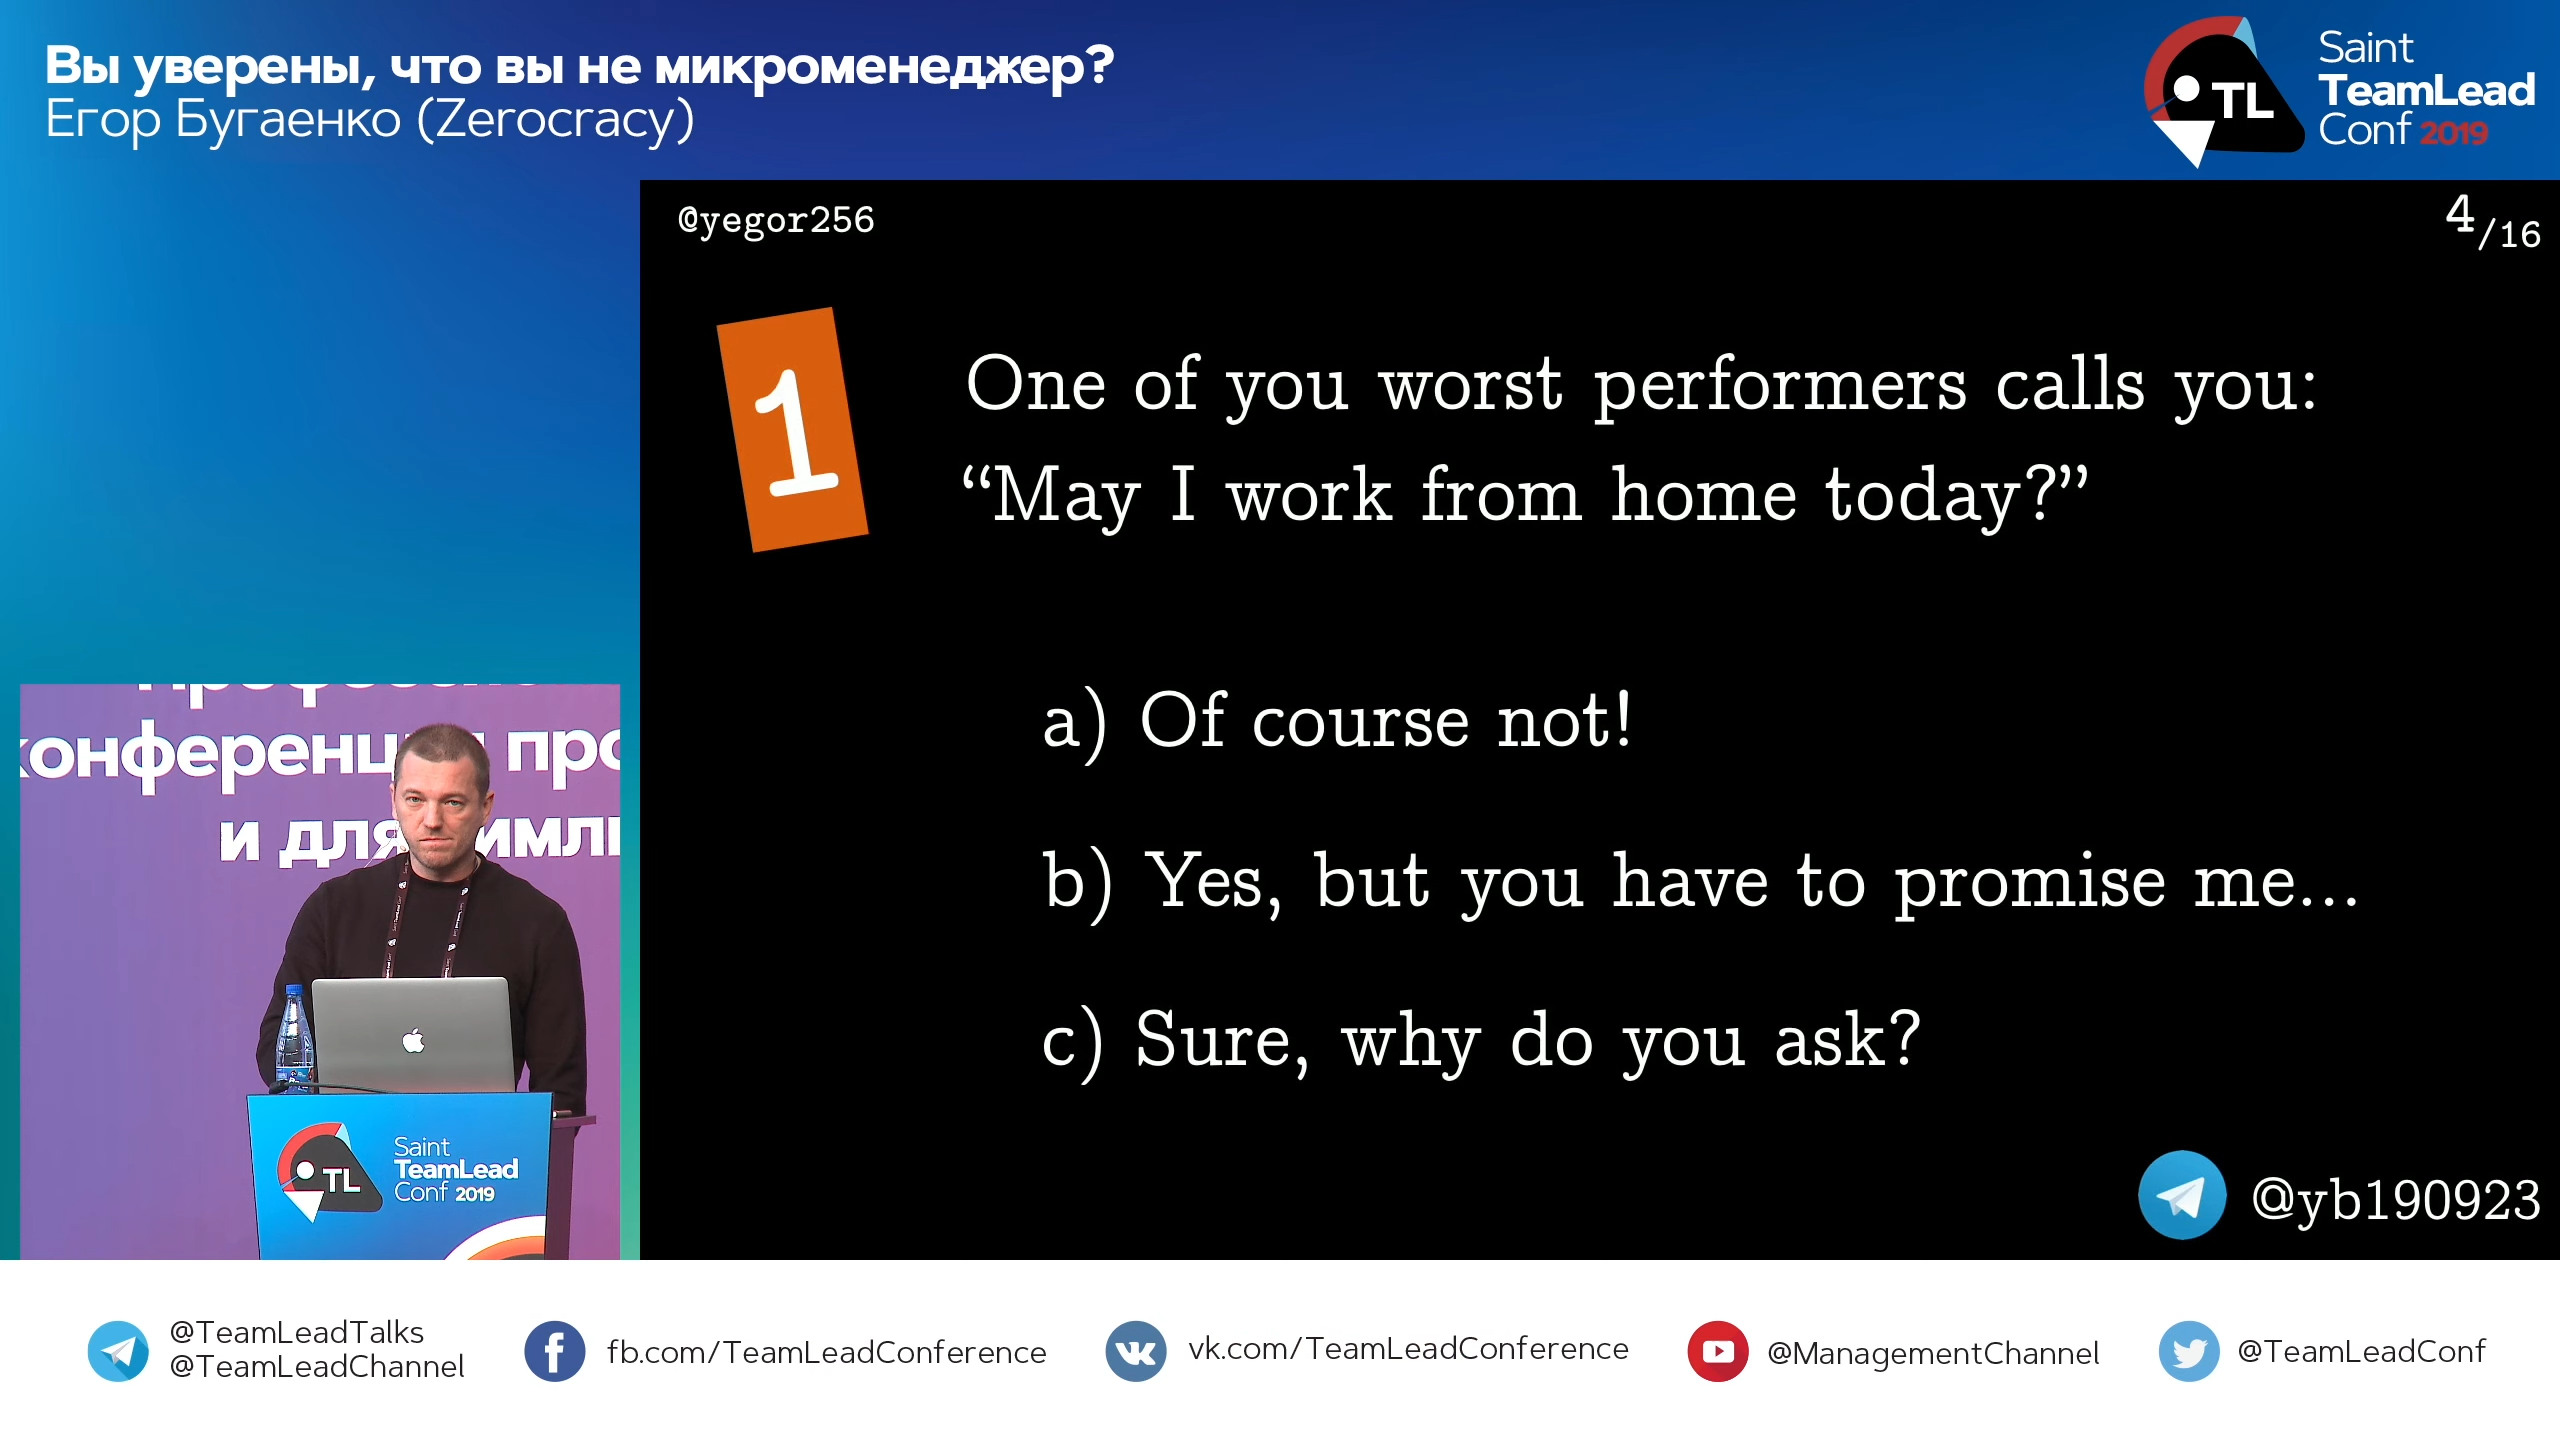 Вы уверены, что вы не микроменеджер?
Егор Бугаенко (Zerocracy)
TL
Saint
TeamLead
Conf 2019
@yegor256
4/16
1
One of you worst performers calls you:
“May I work from home today?”
a) Of course not!
b) Yes, but you have to promise me...
c) Sure, why do you ask?
@yb190923
и для
TL
Saint
TeamLead
Conf 2019
@TeamLeadTalks
@TeamLeadChannel
fb.com/TeamLeadConference
vk.com/TeamLeadConference
@ManagementChannel
@TeamLeadConf